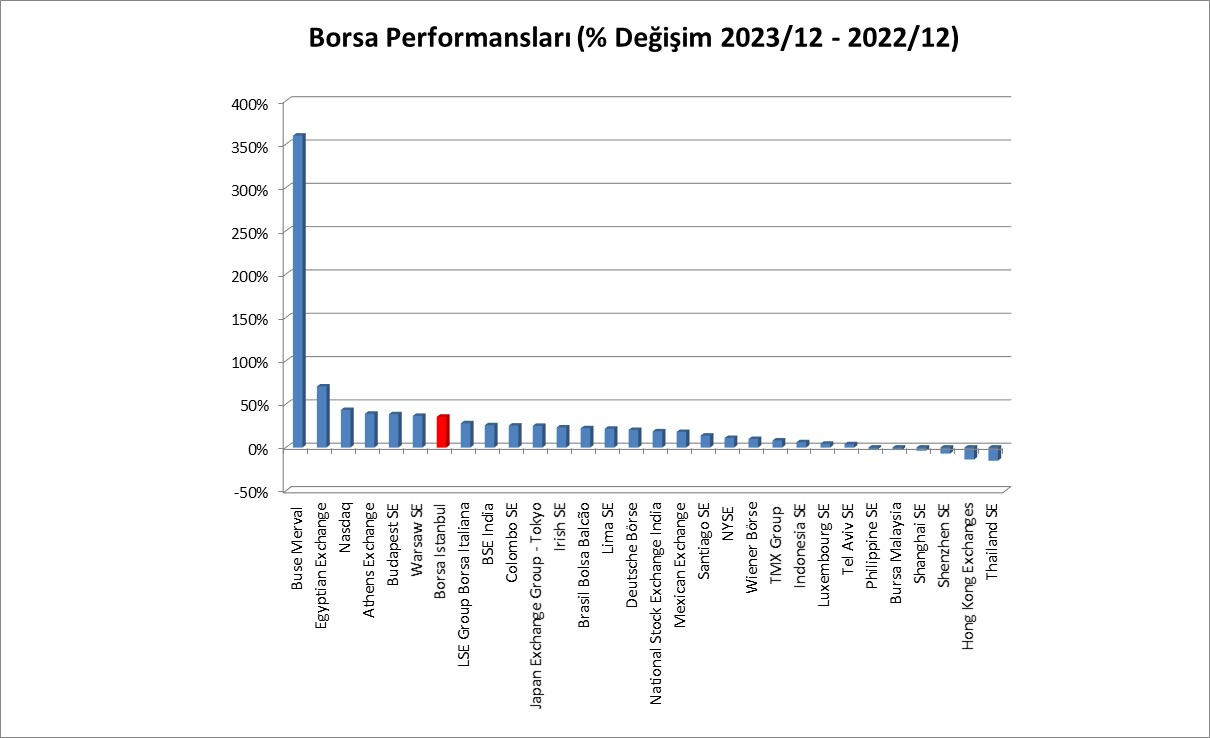 Borsa Performansları (% Değişim 2023/12 - 2022/12)
400%
350%
300%
250%
200%
150%
100%
50%
0%
-50%
Buse Merval
Egyptian Exchange
Nasdaq
Athens Exchange
Budapest SE
Warsaw SE
Borsa Istanbul
LSE Group Borsa Italiana
BSE India
Colombo SE
Japan Exchange Group - Tokyo
Irish SE
Brasil Bolsa Balcão
Lima SE
Deutsche Börse
National Stock Exchange India
Mexican Exchange
Santiago SE
NYSE
Wiener Börse
TMX Group
Indonesia SE
Luxembourg SE
Tel Aviv SE
Philippine SE
Bursa Malaysia
Shanghai SE
Shenzhen SE
Hong Kong Exchanges
Thailand SE